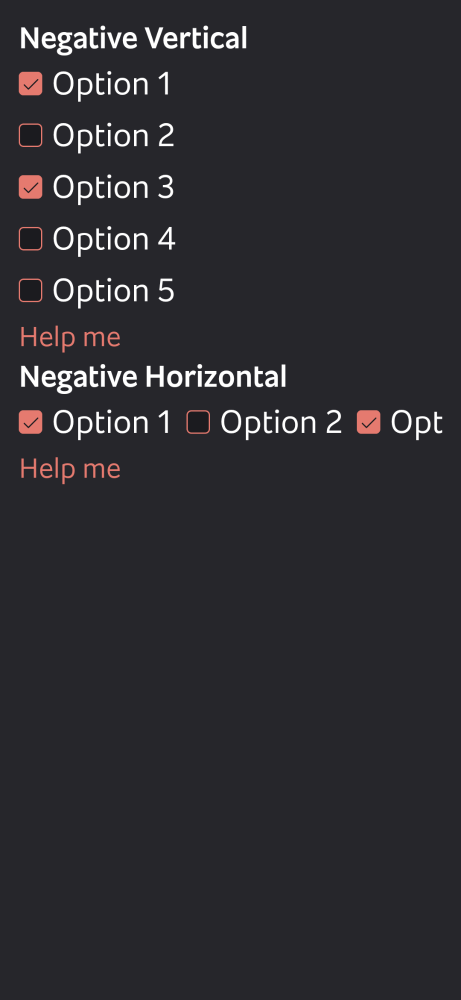 Negative Vertical
Option 1
Option 2
Option 3
Option 4
Option 5
Help me
Negative Horizontal
Option 1 Option 2 Opt
Help me